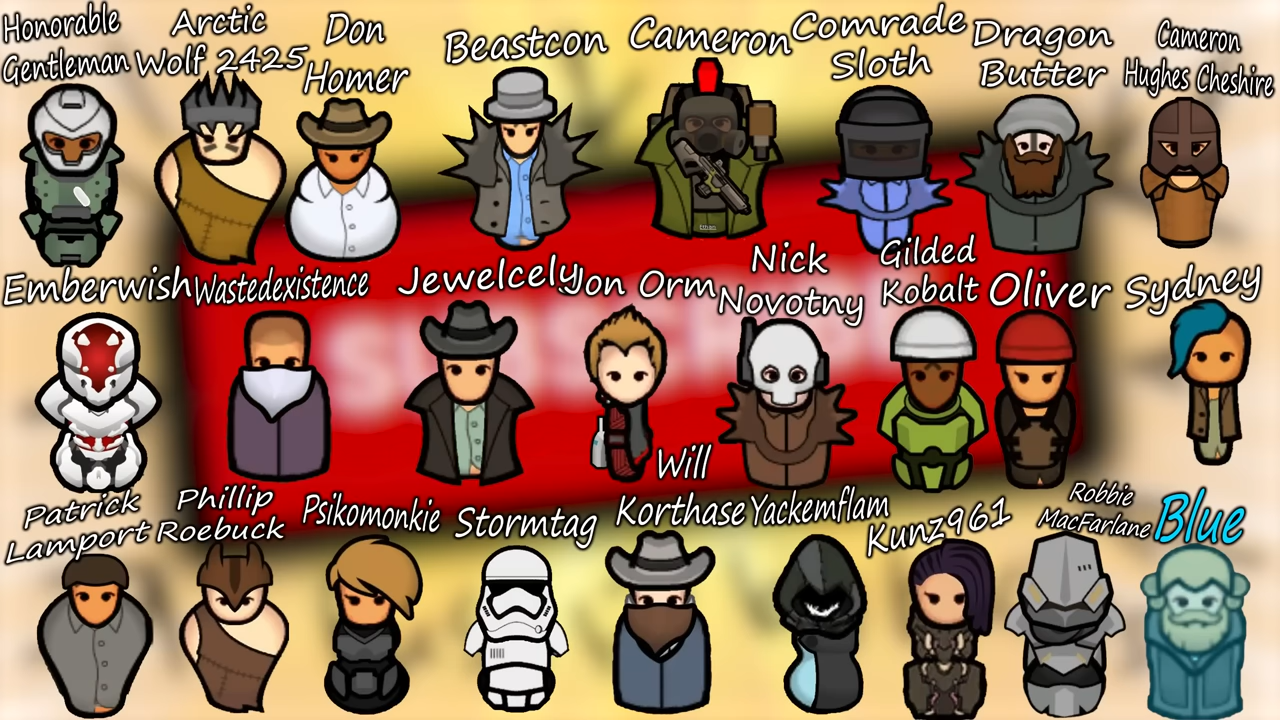 Honorable
Gentleman
Arctic
Wolf 2425
Don
Homer
Beastcon
Cameron
Comrade
Sloth
Dragon
Butter
Cameron
Hughes Cheshire
Emberwish
Wastedexistence
Jewelcely
Jon Orm
Nick
Novotny
Gilded
Kobalt
Oliver
Sydney
Patrick
Lamport
Phillip
Roebuck
Psikomonkie
Stormtag
Will
Korthase
Yackemflam
Kunz961
Robbie
MacFarlane
Blue